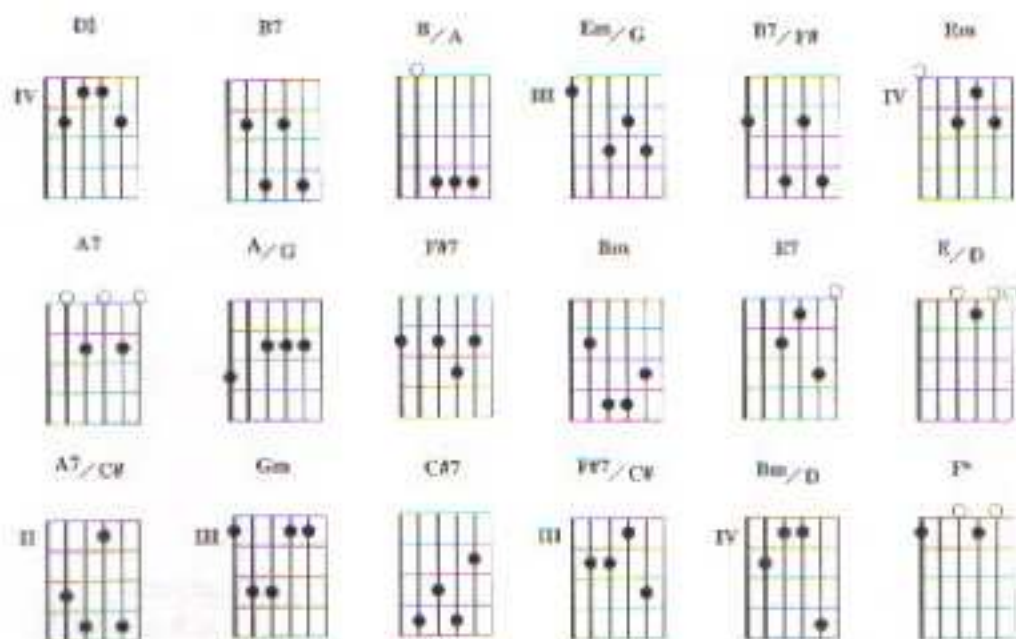 B7 B/A Em/G B7/F# Em
IV III IV
A7 A/G F#7 Bm E7 E/D
A7/C# Gm C#7 F#7/C# Bm/D F°
II III III IV